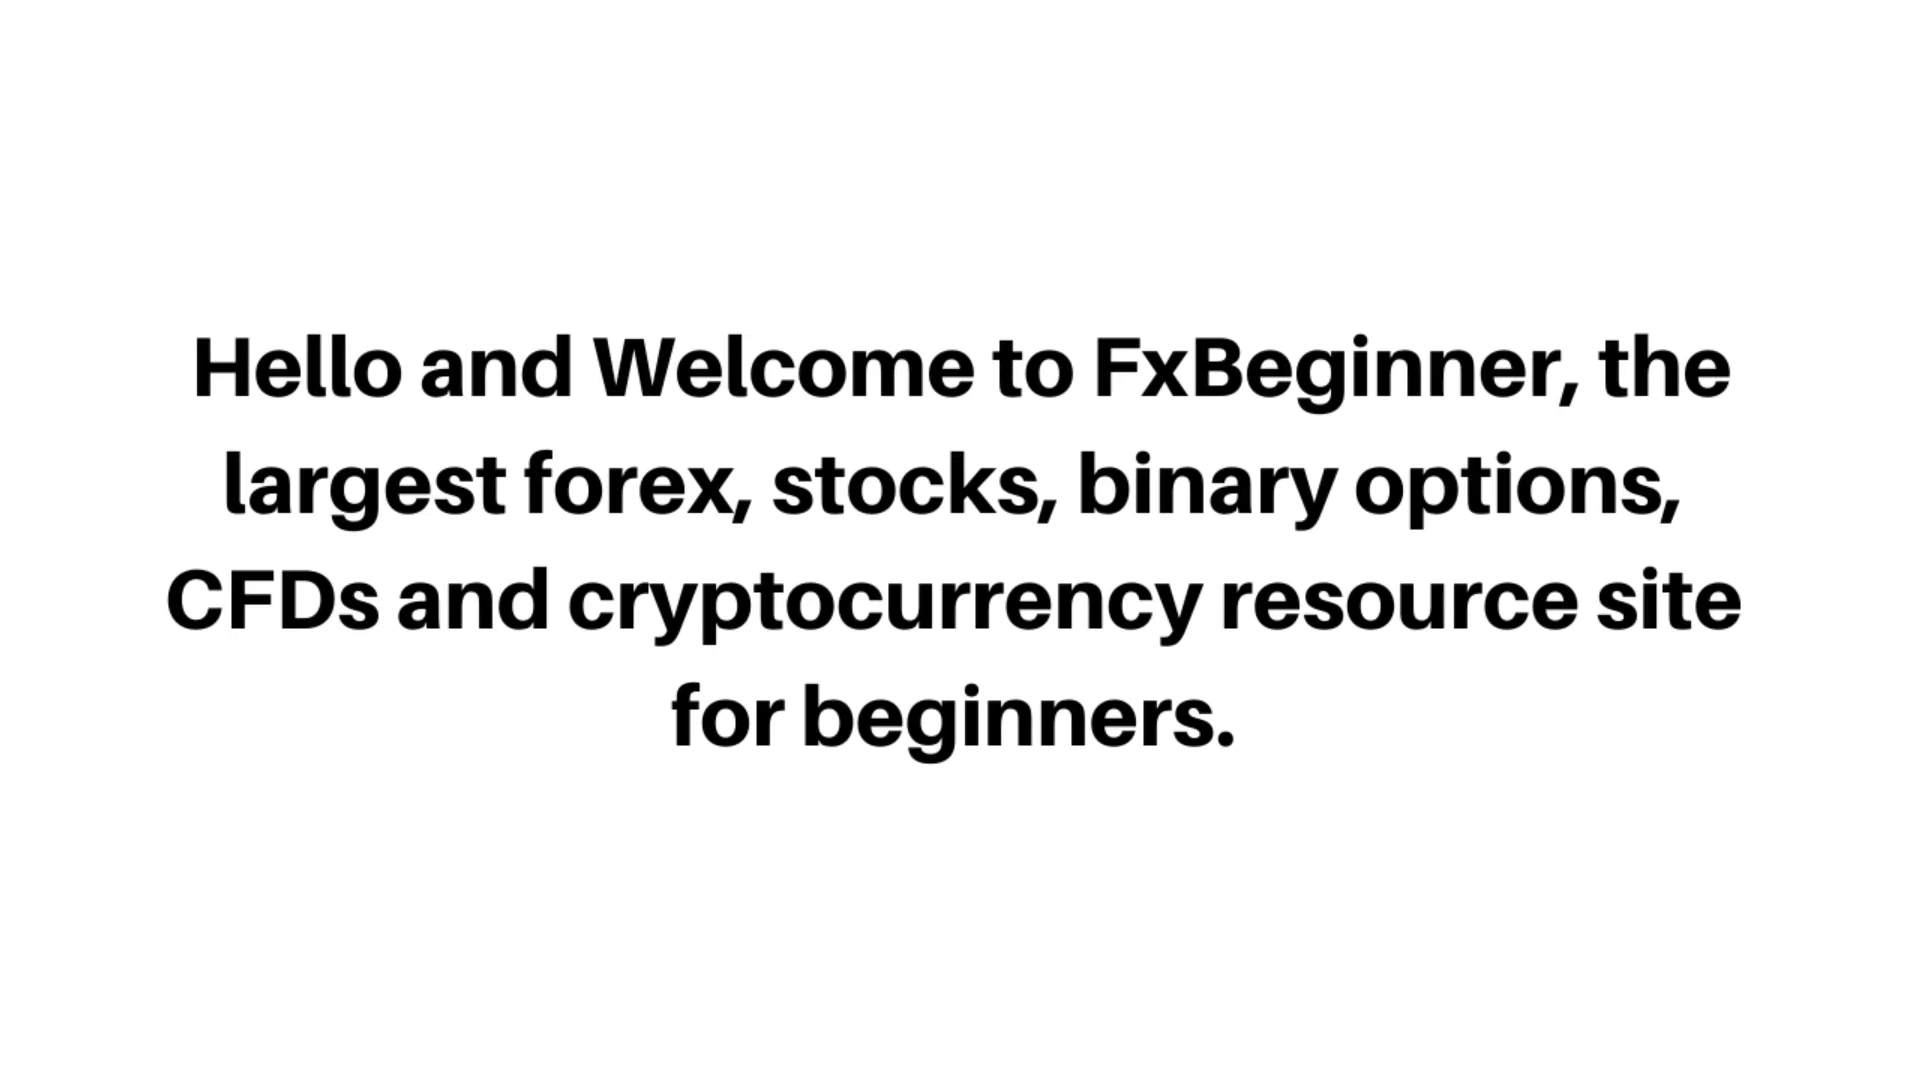 Hello and Welcome to FxBeginner, the
largest forex, stocks, binary options,
CFDs and cryptocurrency resource site
for beginners.